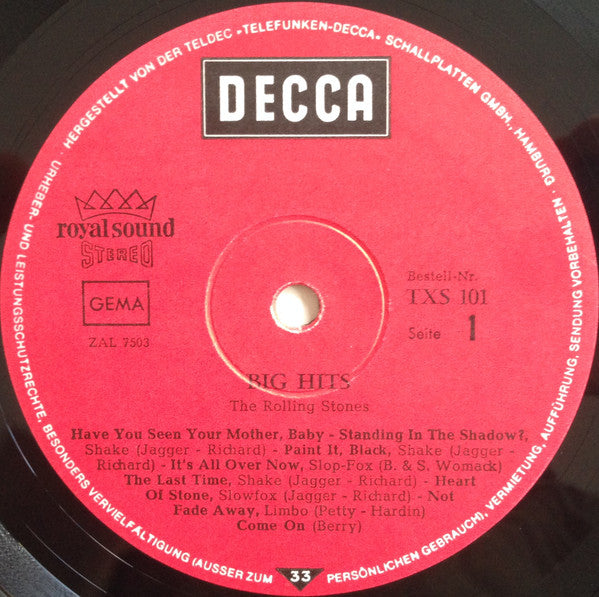 HERGESTELLT VON DER TELDEC »TELEFUNKEN-DECCA« SCHALLPLATTEN GMBH., HAMBURG · URHEBER- UND LEISTUNGSSCHUTZRECHTE, BESONDERS VERVIELFÄLTIGUNG (AUSSER ZUM PERSÖNLICHEN GEBRAUCH), VERMIETUNG, AUFFÜHRUNG, SENDUNG VORBEHALTEN ·
DECCA
royal sound
STEREO
GEMA
ZAL 7503
Bestell-Nr.
TXS 101
Seite 1
BIG HITS
The Rolling Stones
Have You Seen Your Mother, Baby - Standing In The Shadow?,
Shake (Jagger - Richard) - Paint It, Black, Shake (Jagger -
Richard) - It's All Over Now, Slop-Fox (B. & S. Womack)
The Last Time, Shake (Jagger - Richard) - Heart
Of Stone, Slowfox (Jagger - Richard) - Not
Fade Away, Limbo (Petty - Hardin)
Come On (Berry)
33